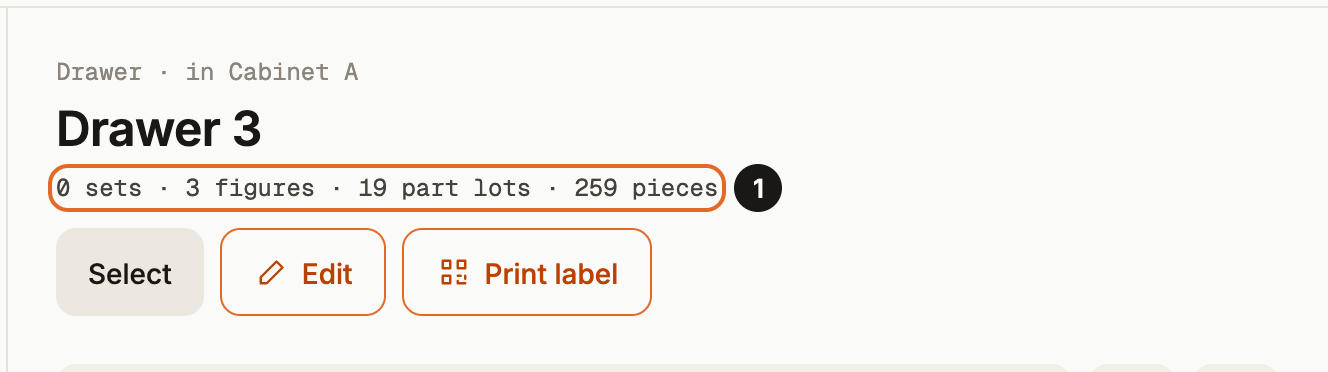 Drawer · in Cabinet A
Drawer 3
0 sets · 3 figures · 19 part lots · 259 pieces 1
Select Edit Print label